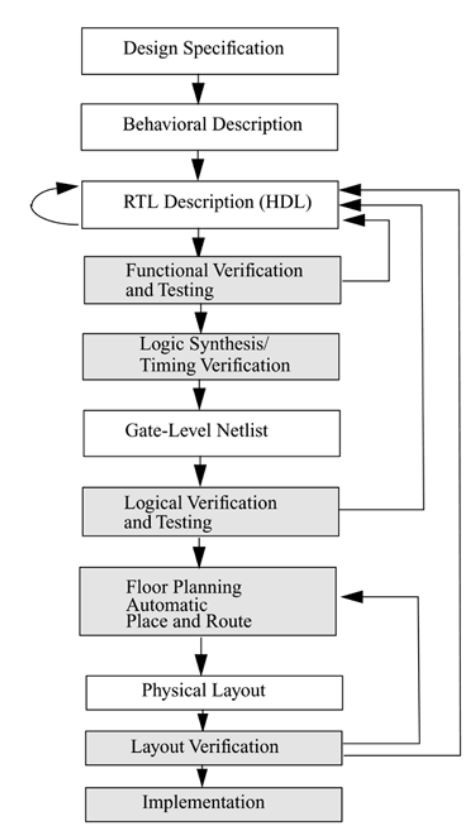 Design Specification
Behavioral Description
RTL Description (HDL)
Functional Verification
and Testing
Logic Synthesis/
Timing Verification
Gate-Level Netlist
Logical Verification
and Testing
Floor Planning
Automatic
Place and Route
Physical Layout
Layout Verification
Implementation